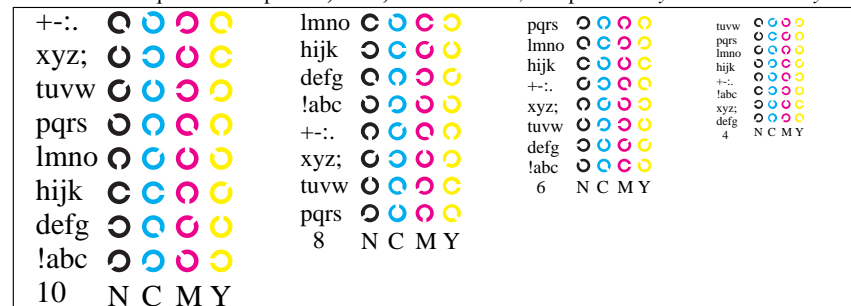 +-:.
xyz;
tuvw
pqrs
lmno
hijk
defg
!abc
10 N C M Y
lmno
hijk
defg
!abc
+-:.
xyz;
tuvw
pqrs
8 N C M Y
pqrs
lmno
hijk
+-:.
xyz;
tuvw
defg
!abc
6 N C M Y
tuvw
pqrs
lmno
hijk
+-:.
!abc
xyz;
defg
4 N C M Y